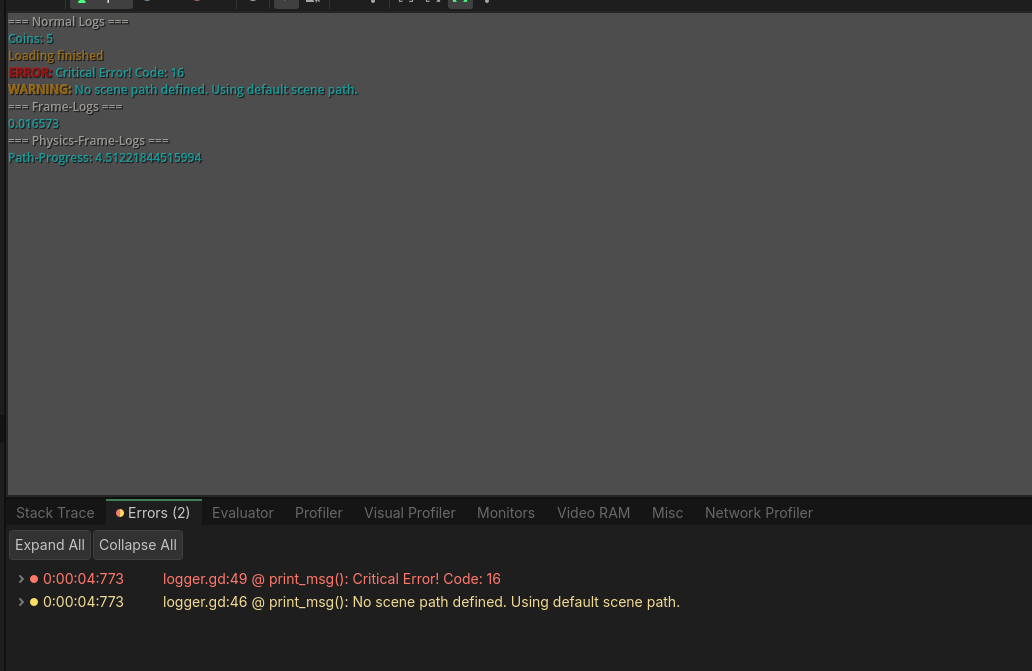 === Normal Logs ===
Coins: 5
Loading finished
ERROR: Critical Error! Code: 16
WARNING: No scene path defined. Using default scene path.
=== Frame-Logs ===
0.016573
=== Physics-Frame-Logs ===
Path-Progress: 4.51221844515994
Stack Trace Errors (2) Evaluator Profiler Visual Profiler Monitors Video RAM Misc Network Profiler
Expand All Collapse All
0:00:04:773 logger.gd:49 @ print_msg(): Critical Error! Code: 16
0:00:04:773 logger.gd:46 @ print_msg(): No scene path defined. Using default scene path.